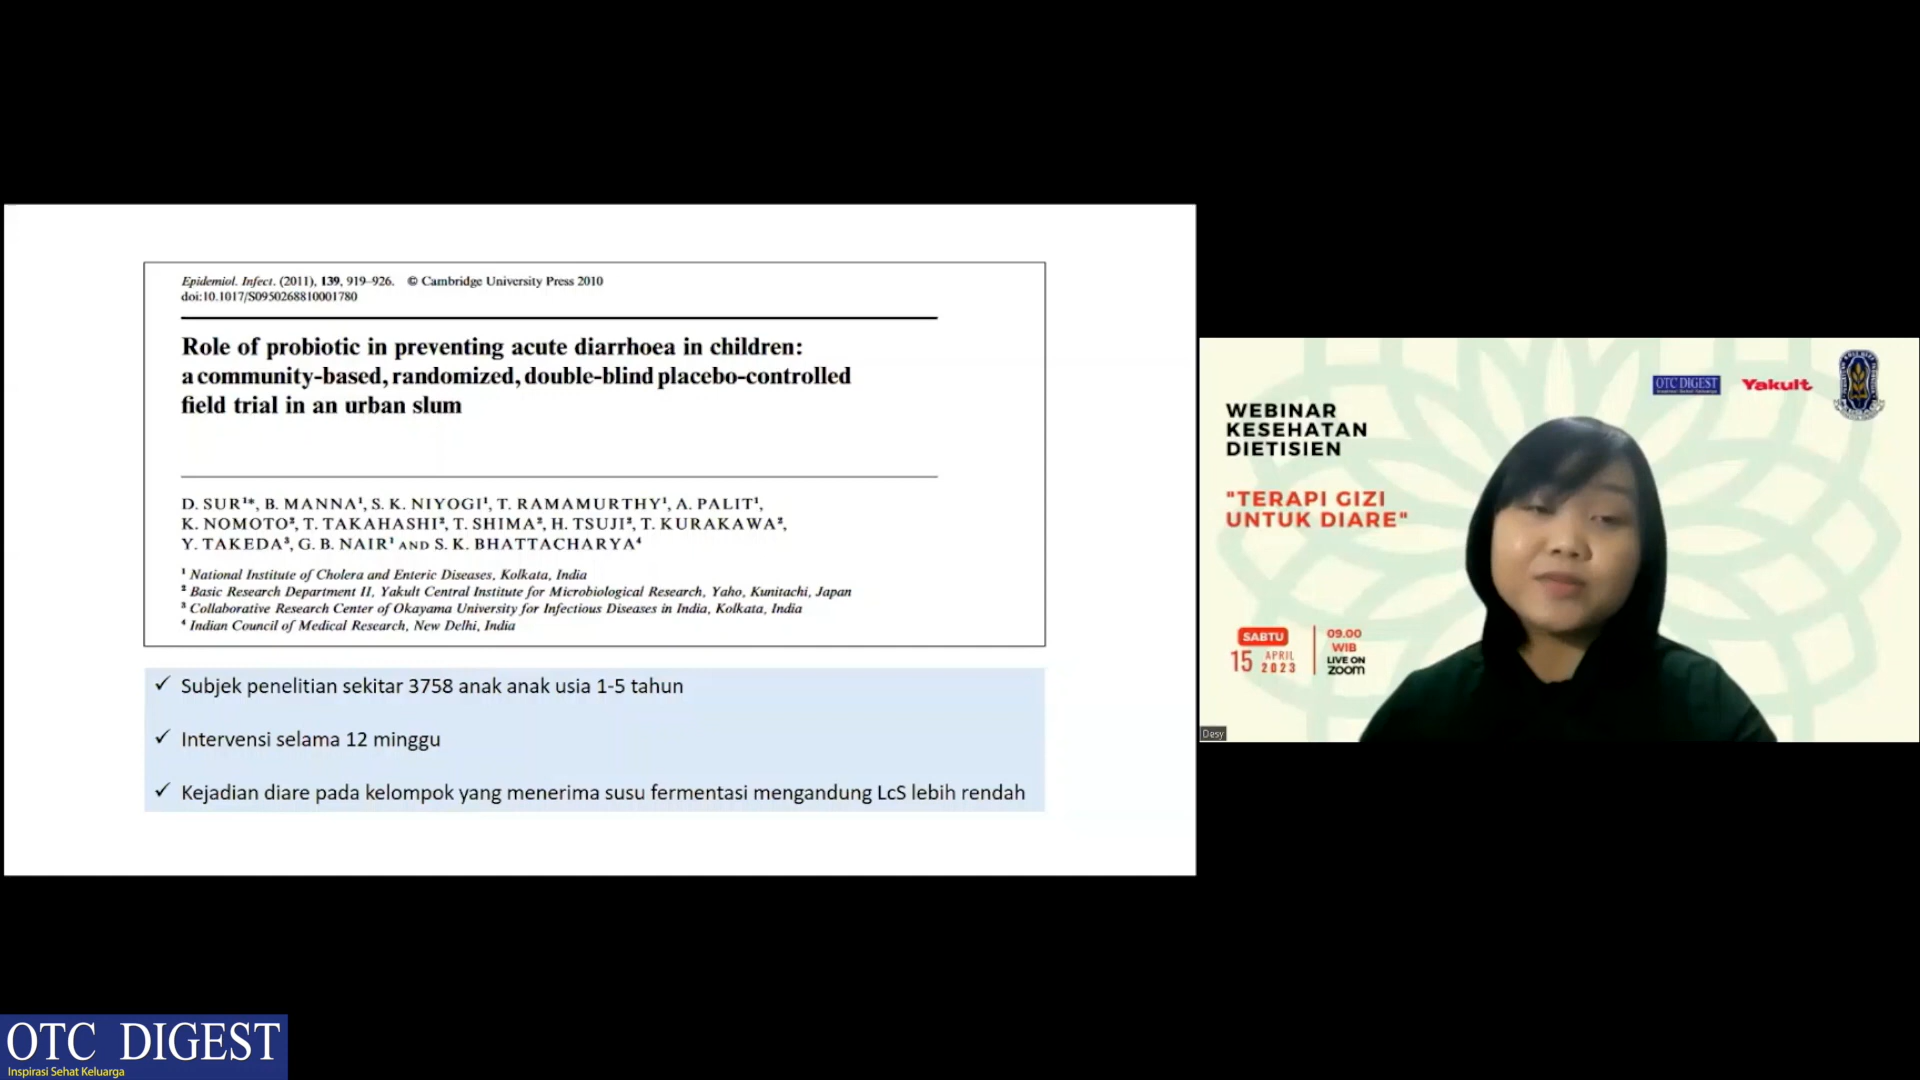 Epidemiol. Infect. (2011), 139, 919–926. © Cambridge University Press 2010
doi:10.1017/S0950268810001780
Role of probiotic in preventing acute diarrhoea in children:
a community-based, randomized, double-blind placebo-controlled
field trial in an urban slum
D. SUR¹*, B. MANNA¹, S. K. NIYOGI¹, T. RAMAMURTHY¹, A. PALIT¹,
K. NOMOTO², T. TAKAHASHI², T. SHIMA², H. TSUJI², T. KURAKAWA²,
Y. TAKEDA³, G. B. NAIR¹ AND S. K. BHATTACHARYA⁴
¹ National Institute of Cholera and Enteric Diseases, Kolkata, India
² Basic Research Department II, Yakult Central Institute for Microbiological Research, Yaho, Kunitachi, Japan
³ Collaborative Research Center of Okayama University for Infectious Diseases in India, Kolkata, India
⁴ Indian Council of Medical Research, New Delhi, India
✓ Subjek penelitian sekitar 3758 anak anak usia 1-5 tahun
✓ Intervensi selama 12 minggu
✓ Kejadian diare pada kelompok yang menerima susu fermentasi mengandung LcS lebih rendah
OTC DIGEST
Inspirasi Sehat Keluarga
Yakult
WEBINAR
KESEHATAN
DIETISIEN
"TERAPI GIZI
UNTUK DIARE"
SABTU
15 APRIL 2023
09.00
WIB
LIVE ON
zoom
Desy
OTC DIGEST
Inspirasi Sehat Keluarga